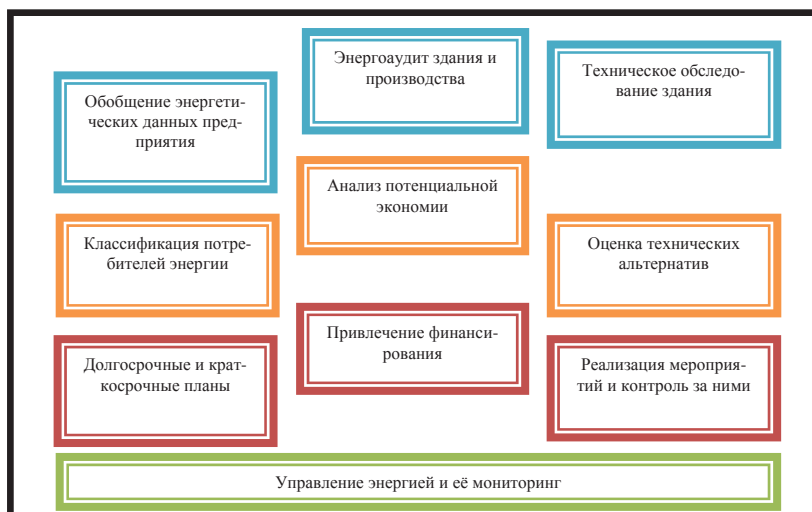 Обобщение энергети-
ческих данных пред-
приятия
Энергоаудит здания и
производства
Техническое обследо-
вание здания
Классификация потре-
бителей энергии
Анализ потенциальной
экономии
Оценка технических
альтернатив
Долгосрочные и крат-
косрочные планы
Привлечение финанси-
рования
Реализация мероприя-
тий и контроль за ними
Управление энергией и её мониторинг